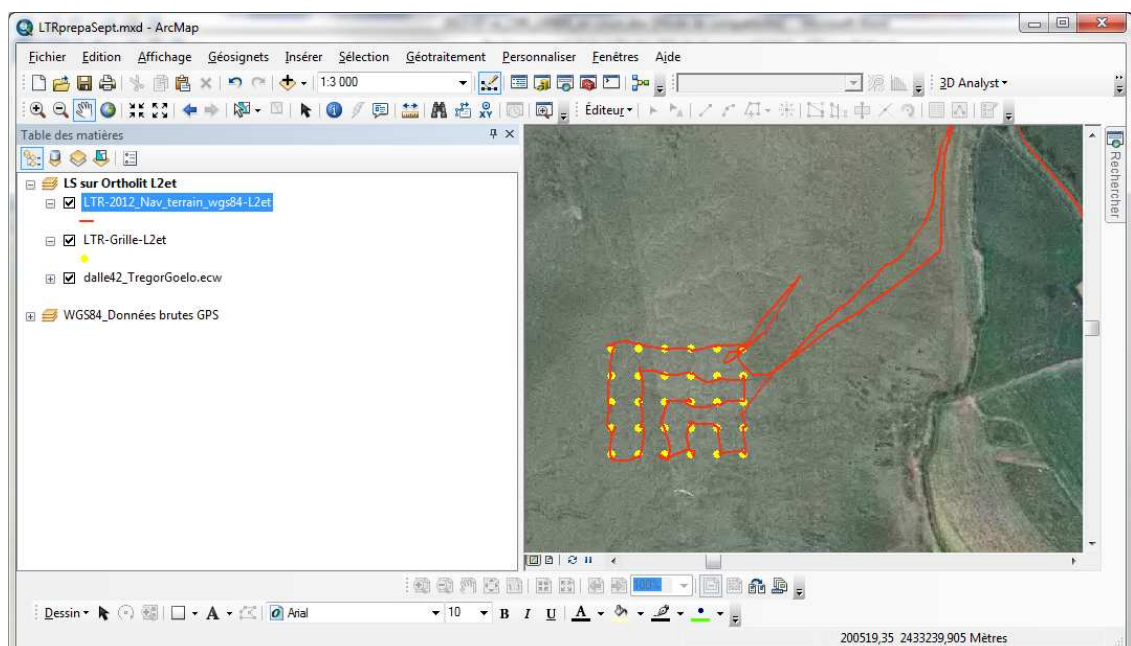 LTRprepaSept.mxd - ArcMap
Fichier Edition Affichage Géosignets Insérer Sélection Géotraitement Personnaliser Fenêtres Aide
1:3 000
3D Analyst
Éditeur
Table des matières
LS sur Ortholit L2et
LTR-2012_Nav_terrain_wgs84-L2et
LTR-Grille-L2et
dalle42_TregorGoelo.ecw
WGS84_Données brutes GPS
Rechercher
100%
Dessin A Arial 10 B I U A
200519,35 2433239,905 Mètres